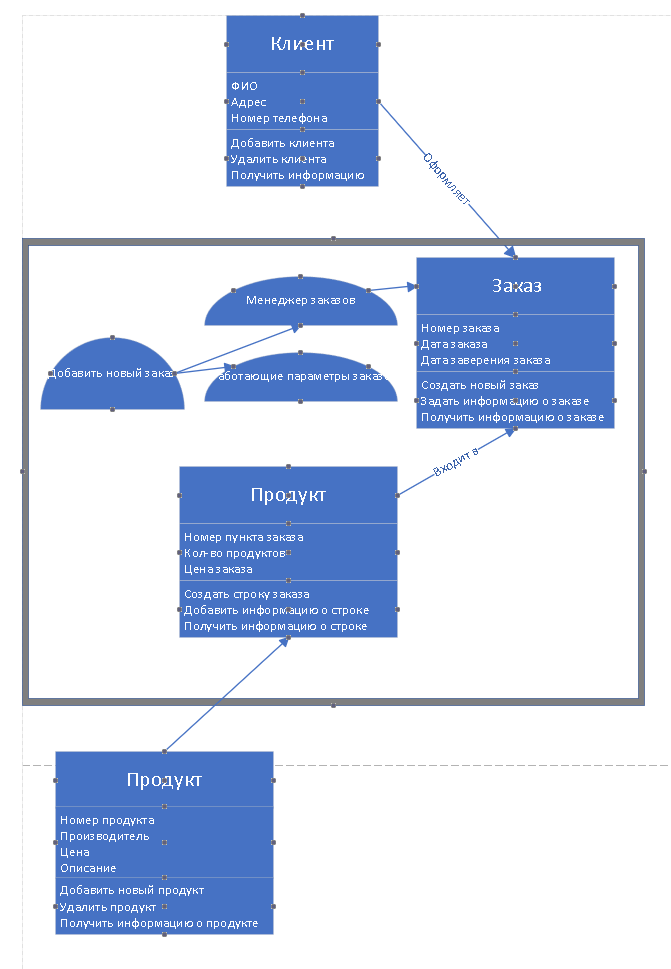 Клиент
ФИО
Адрес
Номер телефона
Добавить клиента
Удалить клиента
Получить информацию
Оформляет
Менеджер заказов
Добавить новый заказ
аботающие параметры заказ
Заказ
Номер заказа
Дата заказа
Дата заверения заказа
Создать новый заказ
Задать информацию о заказе
Получить информацию о заказе
Входит в
Продукт
Номер пункта заказа
Кол-во продуктов
Цена заказа
Создать строку заказа
Добавить информацию о строке
Получить информацию о строке
Продукт
Номер продукта
Производитель
Цена
Описание
Добавить новый продукт
Удалить продукт
Получить информацию о продукте